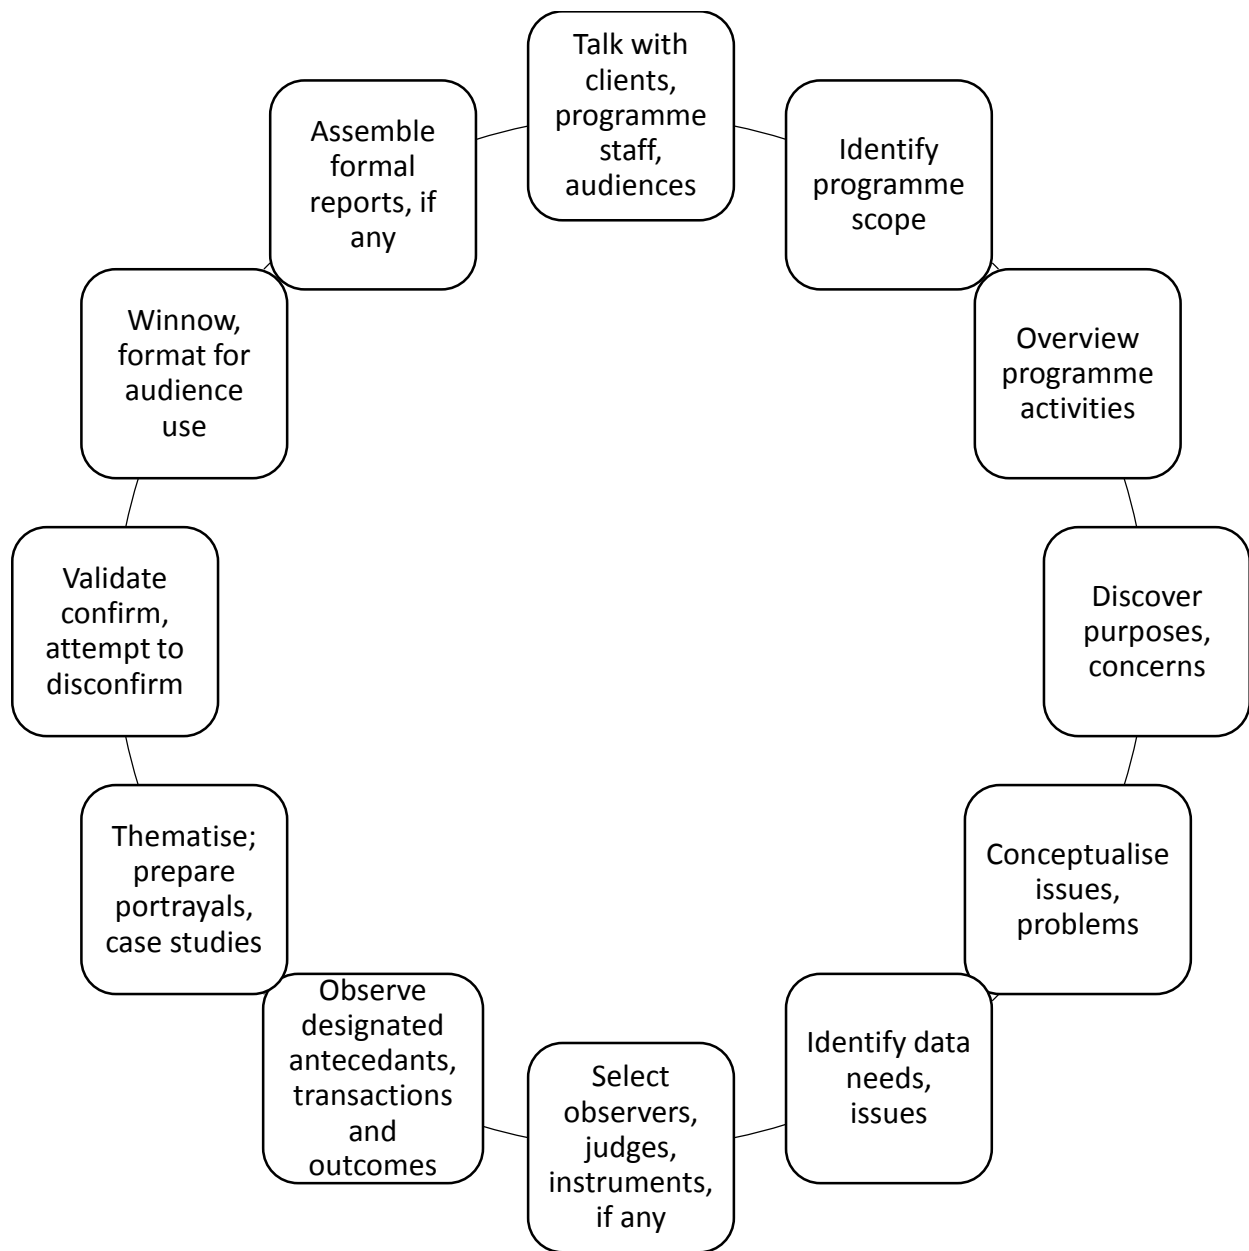 Talk with
clients,
programme
staff,
audiences
Identify
programme
scope
Overview
programme
activities
Discover
purposes,
concerns
Conceptualise
issues,
problems
Identify data
needs,
issues
Select
observers,
judges,
instruments,
if any
Observe
designated
antecedants,
transactions
and
outcomes
Thematise;
prepare
portrayals,
case studies
Validate
confirm,
attempt to
disconfirm
Winnow,
format for
audience
use
Assemble
formal
reports, if
any